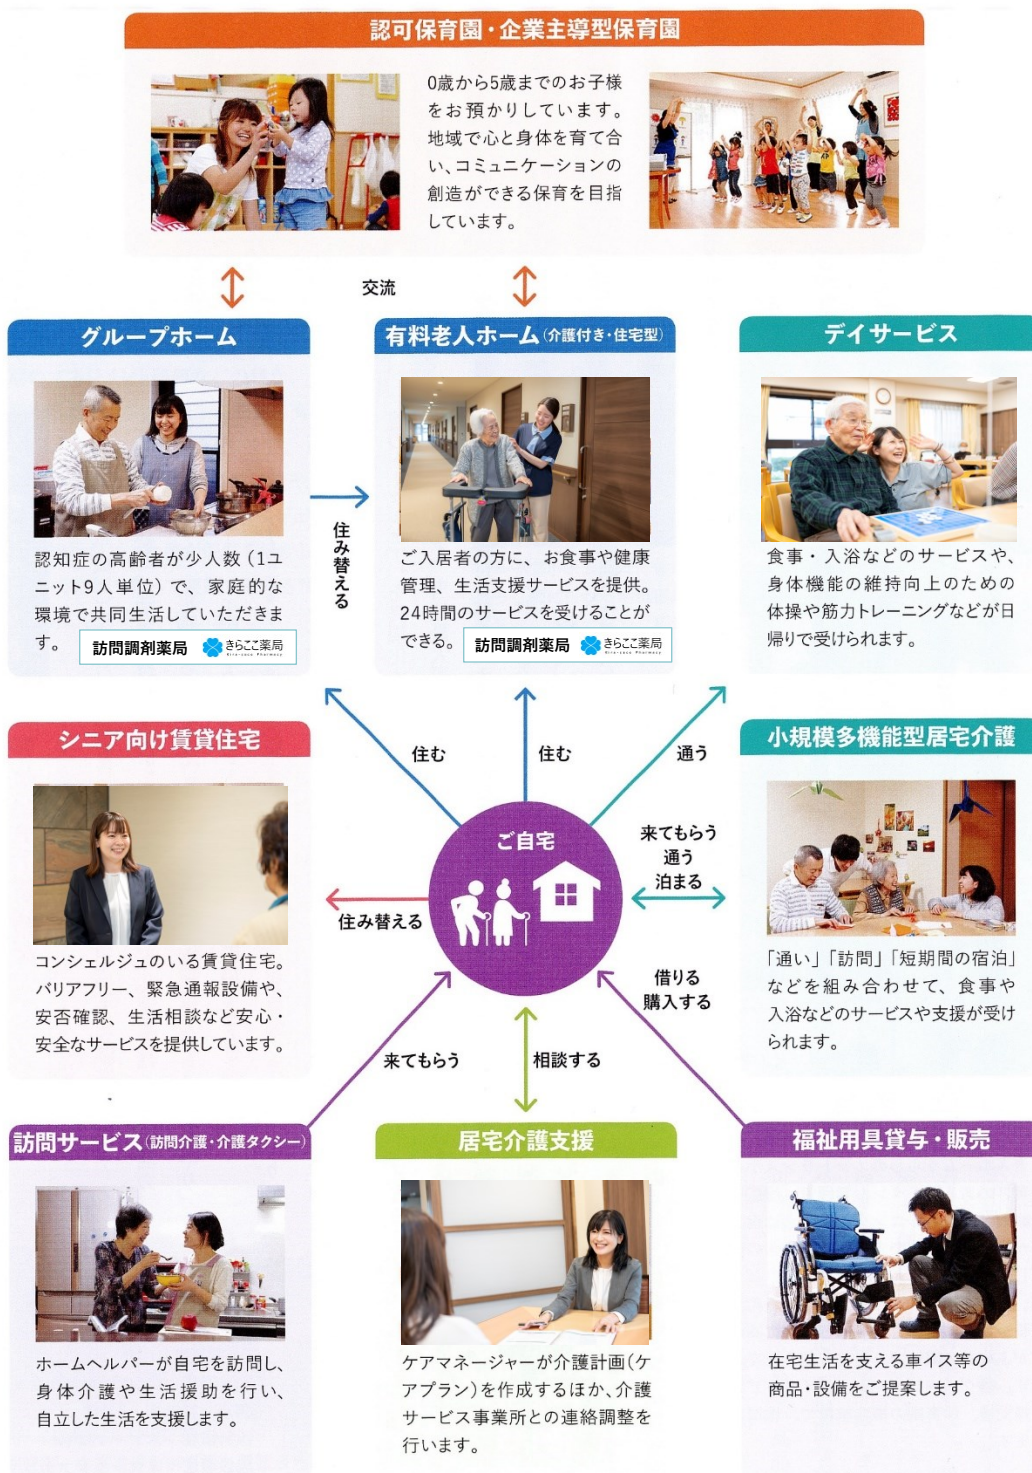 認可保育園・企業主導型保育園
0歳から5歳までのお子様
をお預かりしています。
地域で心と身体を育て合
い、コミュニケーションの
創造ができる保育を目指
しています。
交流
グループホーム
認知症の高齢者が少人数(1ユ
ニット9人単位)で、家庭的な
環境で共同生活していただきま
す。
訪問調剤薬局 きらここ薬局
住み替える
有料老人ホーム(介護付き・住宅型)
ご入居者の方に、お食事や健康
管理、生活支援サービスを提供。
24時間のサービスを受けることが
できる。
訪問調剤薬局 きらここ薬局
デイサービス
食事・入浴などのサービスや、
身体機能の維持向上のための
体操や筋力トレーニングなどが日
帰りで受けられます。
住む
住む
通う
シニア向け賃貸住宅
コンシェルジュのいる賃貸住宅。
バリアフリー、緊急通報設備や、
安否確認、生活相談など安心・
安全なサービスを提供しています。
住み替える
ご自宅
来てもらう
通う
泊まる
小規模多機能型居宅介護
「通い」「訪問」「短期間の宿泊」
などを組み合わせて、食事や
入浴などのサービスや支援が受け
られます。
来てもらう
相談する
借りる
購入する
訪問サービス(訪問介護・介護タクシー)
ホームヘルパーが自宅を訪問し、
身体介護や生活援助を行い、
自立した生活を支援します。
居宅介護支援
ケアマネージャーが介護計画(ケ
アプラン)を作成するほか、介護
サービス事業所との連絡調整を
行います。
福祉用具貸与・販売
在宅生活を支える車イス等の
商品・設備をご提案します。